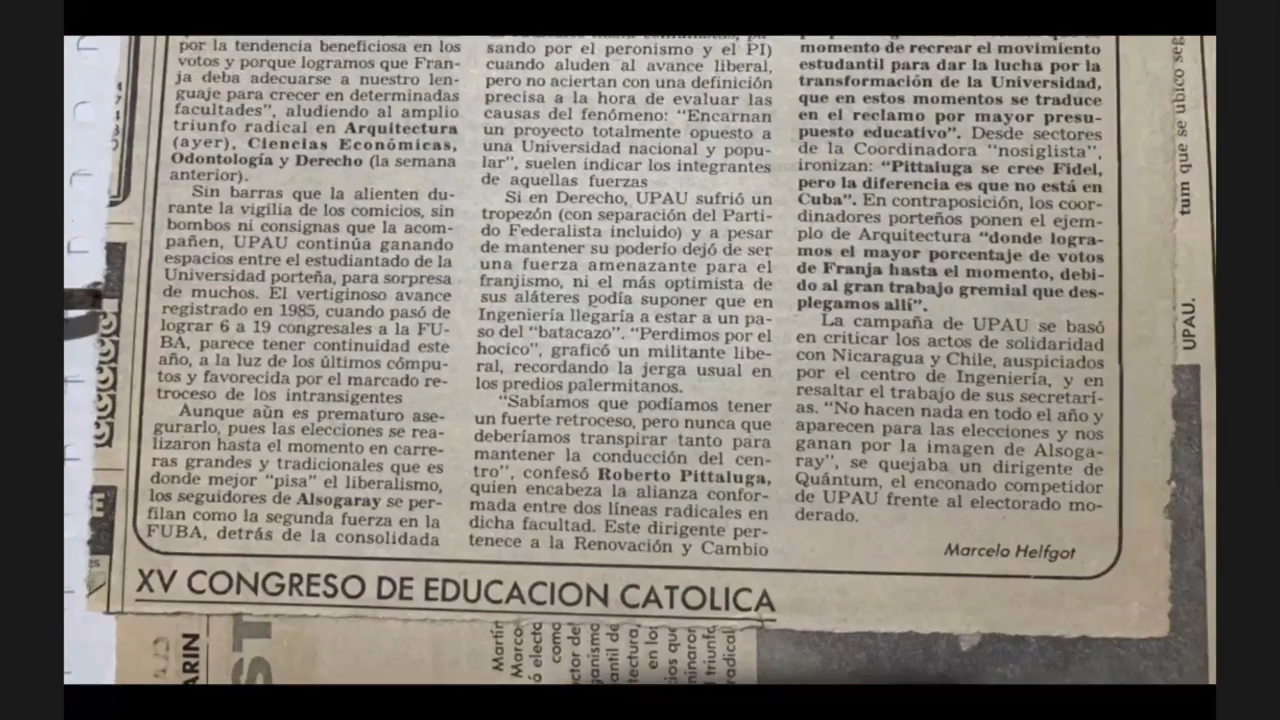 por la tendencia beneficiosa en los
votos y porque logramos que Fran-
ja deba adecuarse a nuestro len-
guaje para crecer en determinadas
facultades", aludiendo al amplio
triunfo radical en Arquitectura
(ayer), Ciencias Económicas,
Odontología y Derecho (la semana
anterior).
Sin barras que la alienten du-
rante la vigilia de los comicios, sin
bombos ni consignas que la acom-
pañen, UPAU continúa ganando
espacios entre el estudiantado de la
Universidad porteña, para sorpresa
de muchos. El vertiginoso avance
registrado en 1985, cuando pasó de
lograr 6 a 19 congresales a la FU-
BA, parece tener continuidad este
año, a la luz de los últimos cómpu-
tos y favorecida por el marcado re-
troceso de los intransigentes
Aunque aùn es prematuro ase-
gurarlo, pues las elecciones se rea-
lizaron hasta el momento en carre-
ras grandes y tradicionales que es
donde mejor "pisa" el liberalismo,
los seguidores de Alsogaray se per-
filan como la segunda fuerza en la
FUBA, detrás de la consolidada
sando por el peronismo y el PI)
cuando aluden al avance liberal,
pero no aciertan con una definición
precisa a la hora de evaluar las
causas del fenómeno: "Encarnan
un proyecto totalmente opuesto a
una Universidad nacional y popu-
lar", suelen indicar los integrantes
de aquellas fuerzas
Si en Derecho, UPAU sufrió un
tropezón (con separación del Parti-
do Federalista incluido) y a pesar
de mantener su poderío dejó de ser
una fuerza amenazante para el
franjismo, ni el más optimista de
sus aláteres podía suponer que en
Ingeniería llegaría a estar a un pa-
so del "batacazo". "Perdimos por el
hocico", graficó un militante libe-
ral, recordando la jerga usual en
los predios palermitanos.
"Sabíamos que podíamos tener
un fuerte retroceso, pero nunca que
deberíamos transpirar tanto para
mantener la conducción del cen-
tro", confesó Roberto Pittaluga,
quien encabeza la alianza confor-
mada entre dos líneas radicales en
dicha facultad. Este dirigente per-
tenece a la Renovación y Cambio
momento de recrear el movimiento
estudiantil para dar la lucha por la
transformación de la Universidad,
que en estos momentos se traduce
en el reclamo por mayor presu-
puesto educativo". Desde sectores
de la Coordinadora "nosiglista",
ironizan: "Pittaluga se cree Fidel,
pero la diferencia es que no está en
Cuba". En contraposición, los coor-
dinadores porteños ponen el ejem-
plo de Arquitectura "donde logra-
mos el mayor porcentaje de votos
de Franja hasta el momento, debi-
do al gran trabajo gremial que des-
plegamos allí".
La campaña de UPAU se basó
en criticar los actos de solidaridad
con Nicaragua y Chile, auspiciados
por el centro de Ingeniería, y en
resaltar el trabajo de sus secretarí-
as. "No hacen nada en todo el año y
aparecen para las elecciones y nos
ganan por la imagen de Alsoga-
ray", se quejaba un dirigente de
Quántum, el enconado competidor
de UPAU frente al electorado mo-
derado.
Marcelo Helfgot
XV CONGRESO DE EDUCACION CATOLICA
tum que se ubicó seg
UPAU.
ARIN
ST
Martín
Marco
ó electo
como
ctor del
ganismo
antil de
tectura,
en lo
cios que
minaron
l triunfo
radical